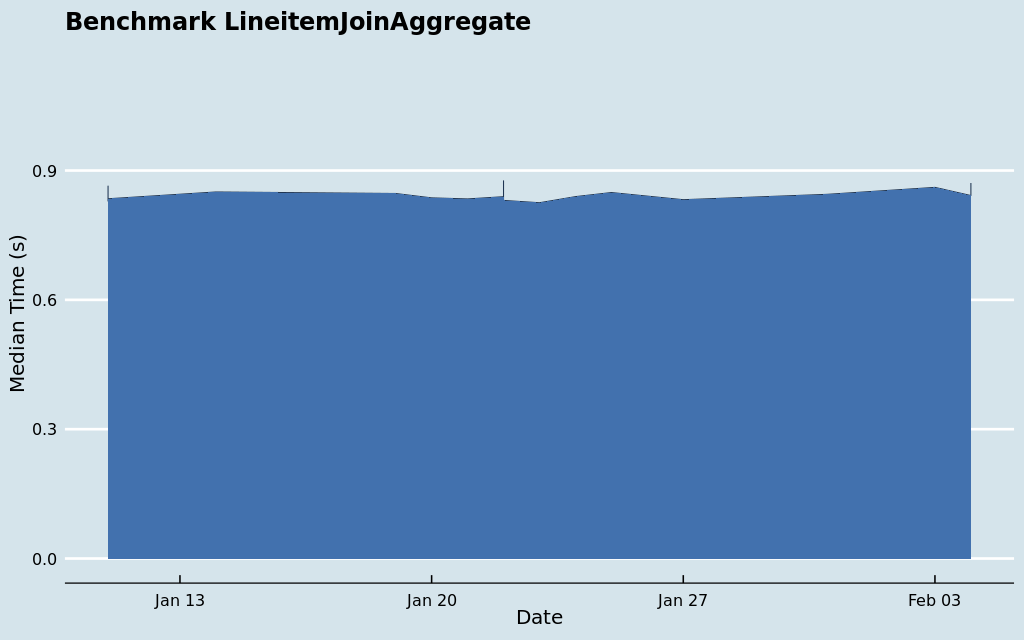 Benchmark LineitemJoinAggregate
0.9
0.6
0.3
0.0
Median Time (s)
Jan 13
Jan 20
Jan 27
Feb 03
Date